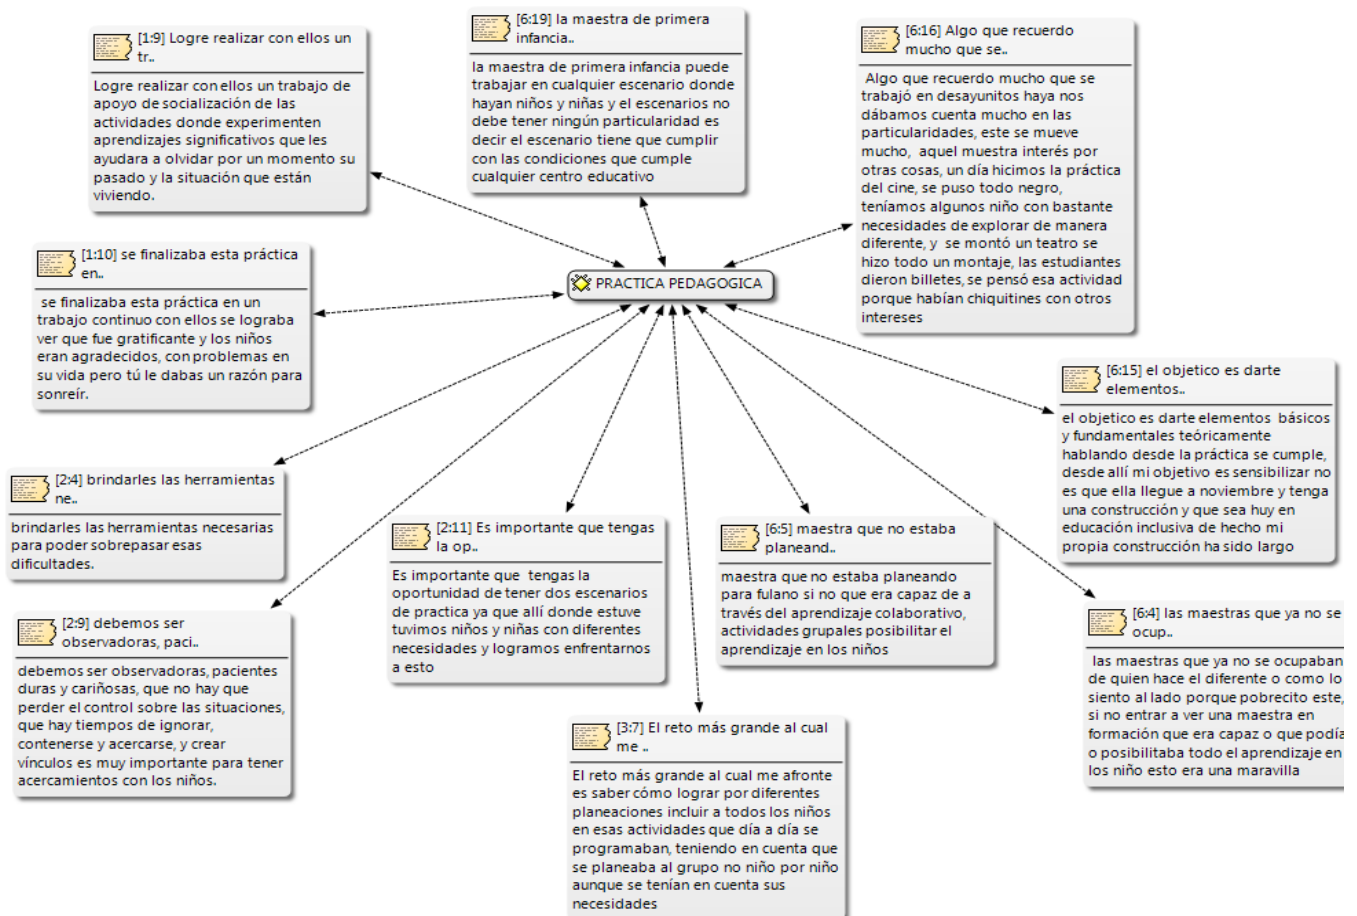 [1:9] Logre realizar con ellos un
tr..
Logre realizar con ellos un trabajo de
apoyo de socialización de las
actividades donde experimenten
aprendizajes significativos que les
ayudara a olvidar por un momento su
pasado y la situación que están
viviendo.
[6:19] la maestra de primera
infancia..
la maestra de primera infancia puede
trabajar en cualquier escenario donde
hayan niños y niñas y el escenarios no
debe tener ningún particularidad es
decir el escenario tiene que cumplir
con las condiciones que cumple
cualquier centro educativo
[6:16] Algo que recuerdo
mucho que se..
Algo que recuerdo mucho que se
trabajó en desayunitos haya nos
dábamos cuenta mucho en las
particularidades, este se mueve
mucho, aquel muestra interés por
otras cosas, un día hicimos la práctica
del cine, se puso todo negro,
teníamos algunos niño con bastante
necesidades de explorar de manera
diferente, y se montó un teatro se
hizo todo un montaje, las estudiantes
dieron billetes, se pensó esa actividad
porque habían chiquitines con otros
intereses
[1:10] se finalizaba esta práctica
en..
se finalizaba esta práctica en un
trabajo continuo con ellos se lograba
ver que fue gratificante y los niños
eran agradecidos, con problemas en
su vida pero tú le dabas un razón para
sonreír.
PRACTICA PEDAGOGICA
[6:15] el objetico es darte
elementos..
el objetico es darte elementos básicos
y fundamentales teóricamente
hablando desde la práctica se cumple,
desde allí mi objetivo es sensibilizar no
es que ella llegue a noviembre y tenga
una construcción y que sea huy en
educación inclusiva de hecho mi
propia construcción ha sido largo
[2:4] brindarles las herramientas
ne..
brindarles las herramientas necesarias
para poder sobrepasar esas
dificultades.
[2:11] Es importante que tengas
la op..
Es importante que tengas la
oportunidad de tener dos escenarios
de practica ya que allí donde estuve
tuvimos niños y niñas con diferentes
necesidades y logramos enfrentarnos
a esto
[6:5] maestra que no estaba
planeand..
maestra que no estaba planeando
para fulano si no que era capaz de a
través del aprendizaje colaborativo,
actividades grupales posibilitar el
aprendizaje en los niños
[2:9] debemos ser
observadoras, paci..
debemos ser observadoras, pacientes
duras y cariñosas, que no hay que
perder el control sobre las situaciones,
que hay tiempos de ignorar,
contenerse y acercarse, y crear
vínculos es muy importante para tener
acercamientos con los niños.
[6:4] las maestras que ya no se
ocup..
las maestras que ya no se ocupaban
de quien hace el diferente o como lo
siento al lado porque pobrecito este,
si no entrar a ver una maestra en
formación que era capaz o que podía
o posibilitaba todo el aprendizaje en
los niño esto era una maravilla
[3:7] El reto más grande al cual
me ..
El reto más grande al cual me afronte
es saber cómo lograr por diferentes
planeaciones incluir a todos los niños
en esas actividades que día a día se
programaban, teniendo en cuenta que
se planeaba al grupo no niño por niño
aunque se tenían en cuenta sus
necesidades